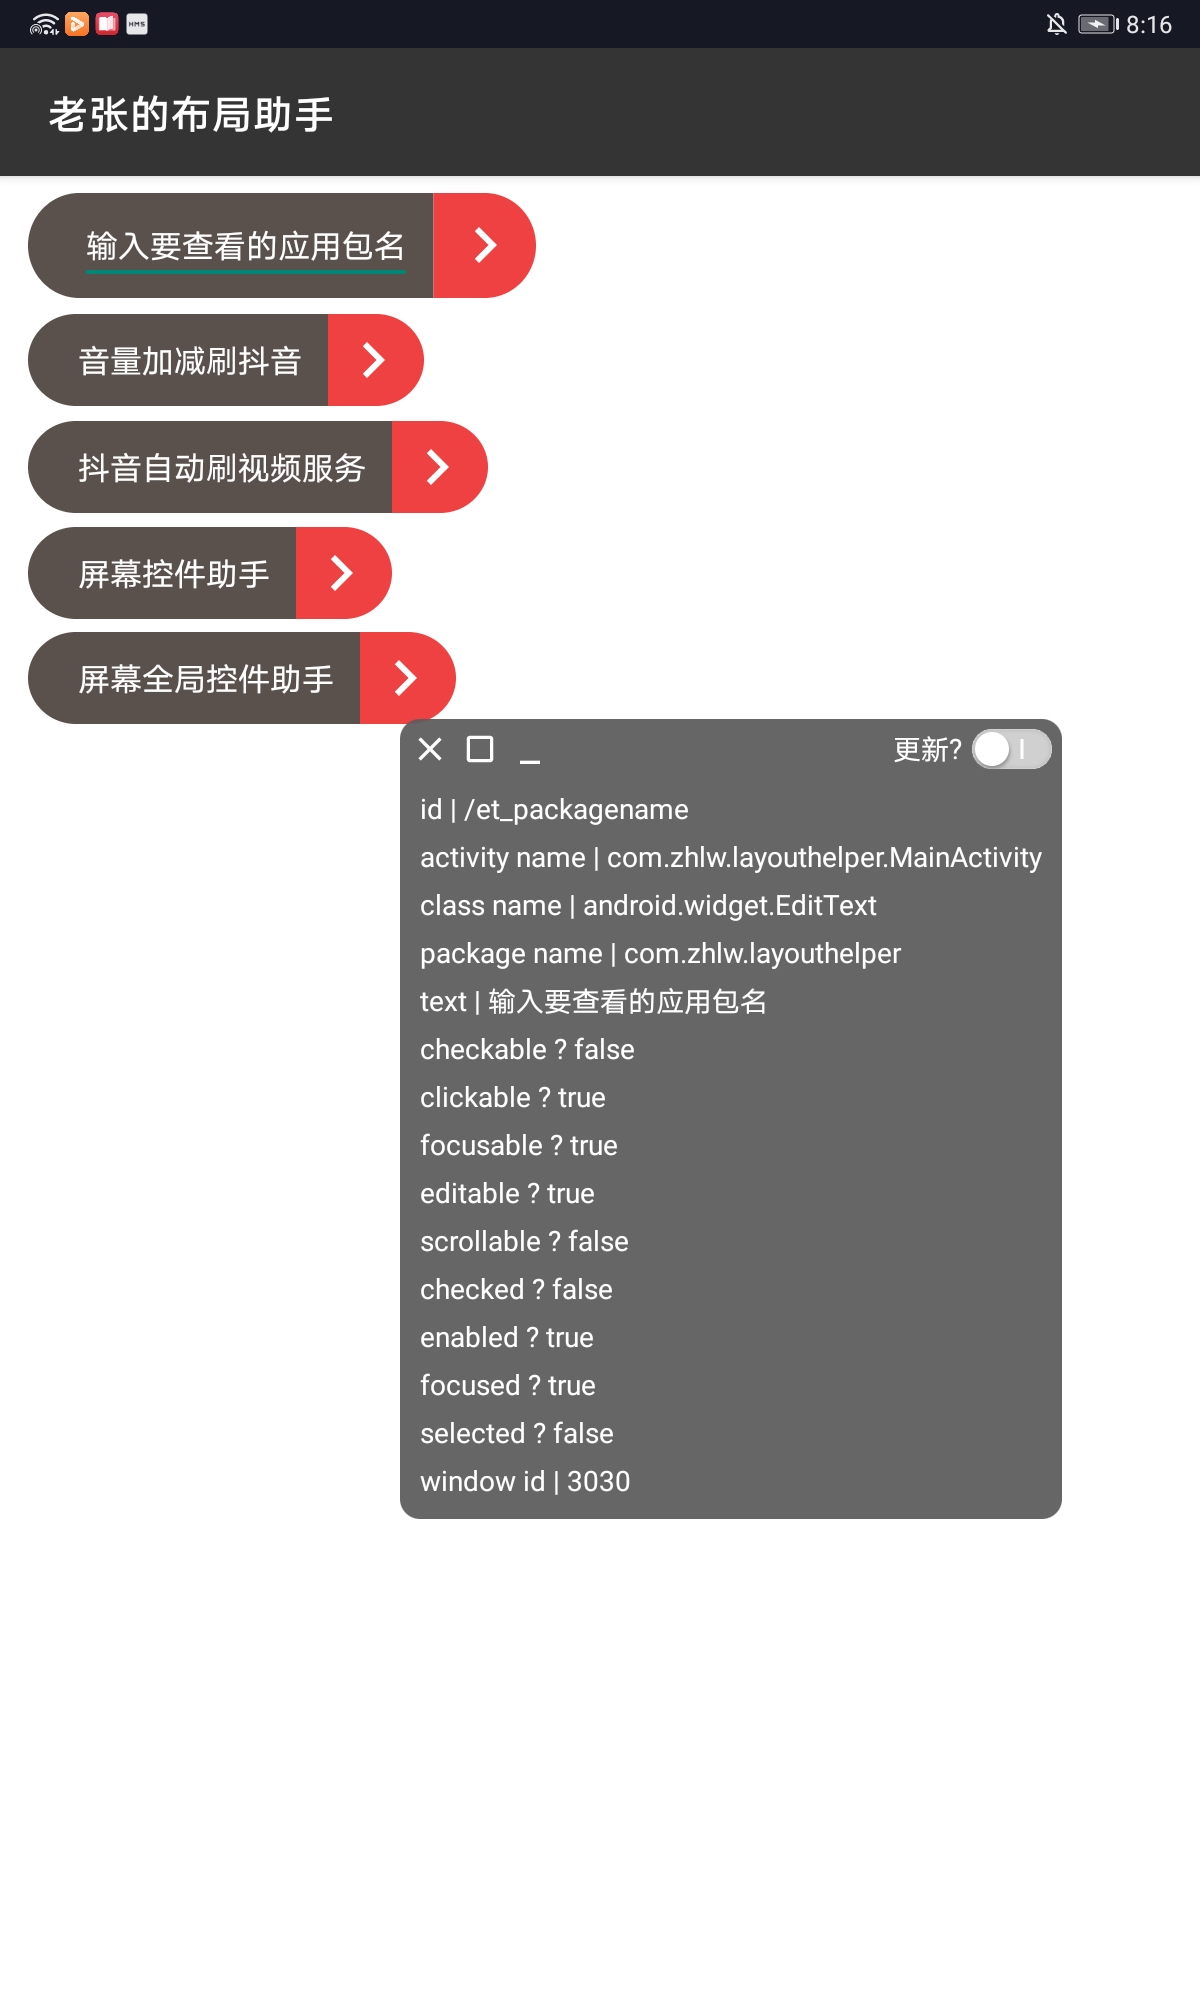 HMS
8:16
老张的布局助手
输入要查看的应用包名
音量加减刷抖音
抖音自动刷视频服务
屏幕控件助手
屏幕全局控件助手
更新?
id | /et_packagename
activity name | com.zhlw.layouthelper.MainActivity
class name | android.widget.EditText
package name | com.zhlw.layouthelper
text | 输入要查看的应用包名
checkable ? false
clickable ? true
focusable ? true
editable ? true
scrollable ? false
checked ? false
enabled ? true
focused ? true
selected ? false
window id | 3030